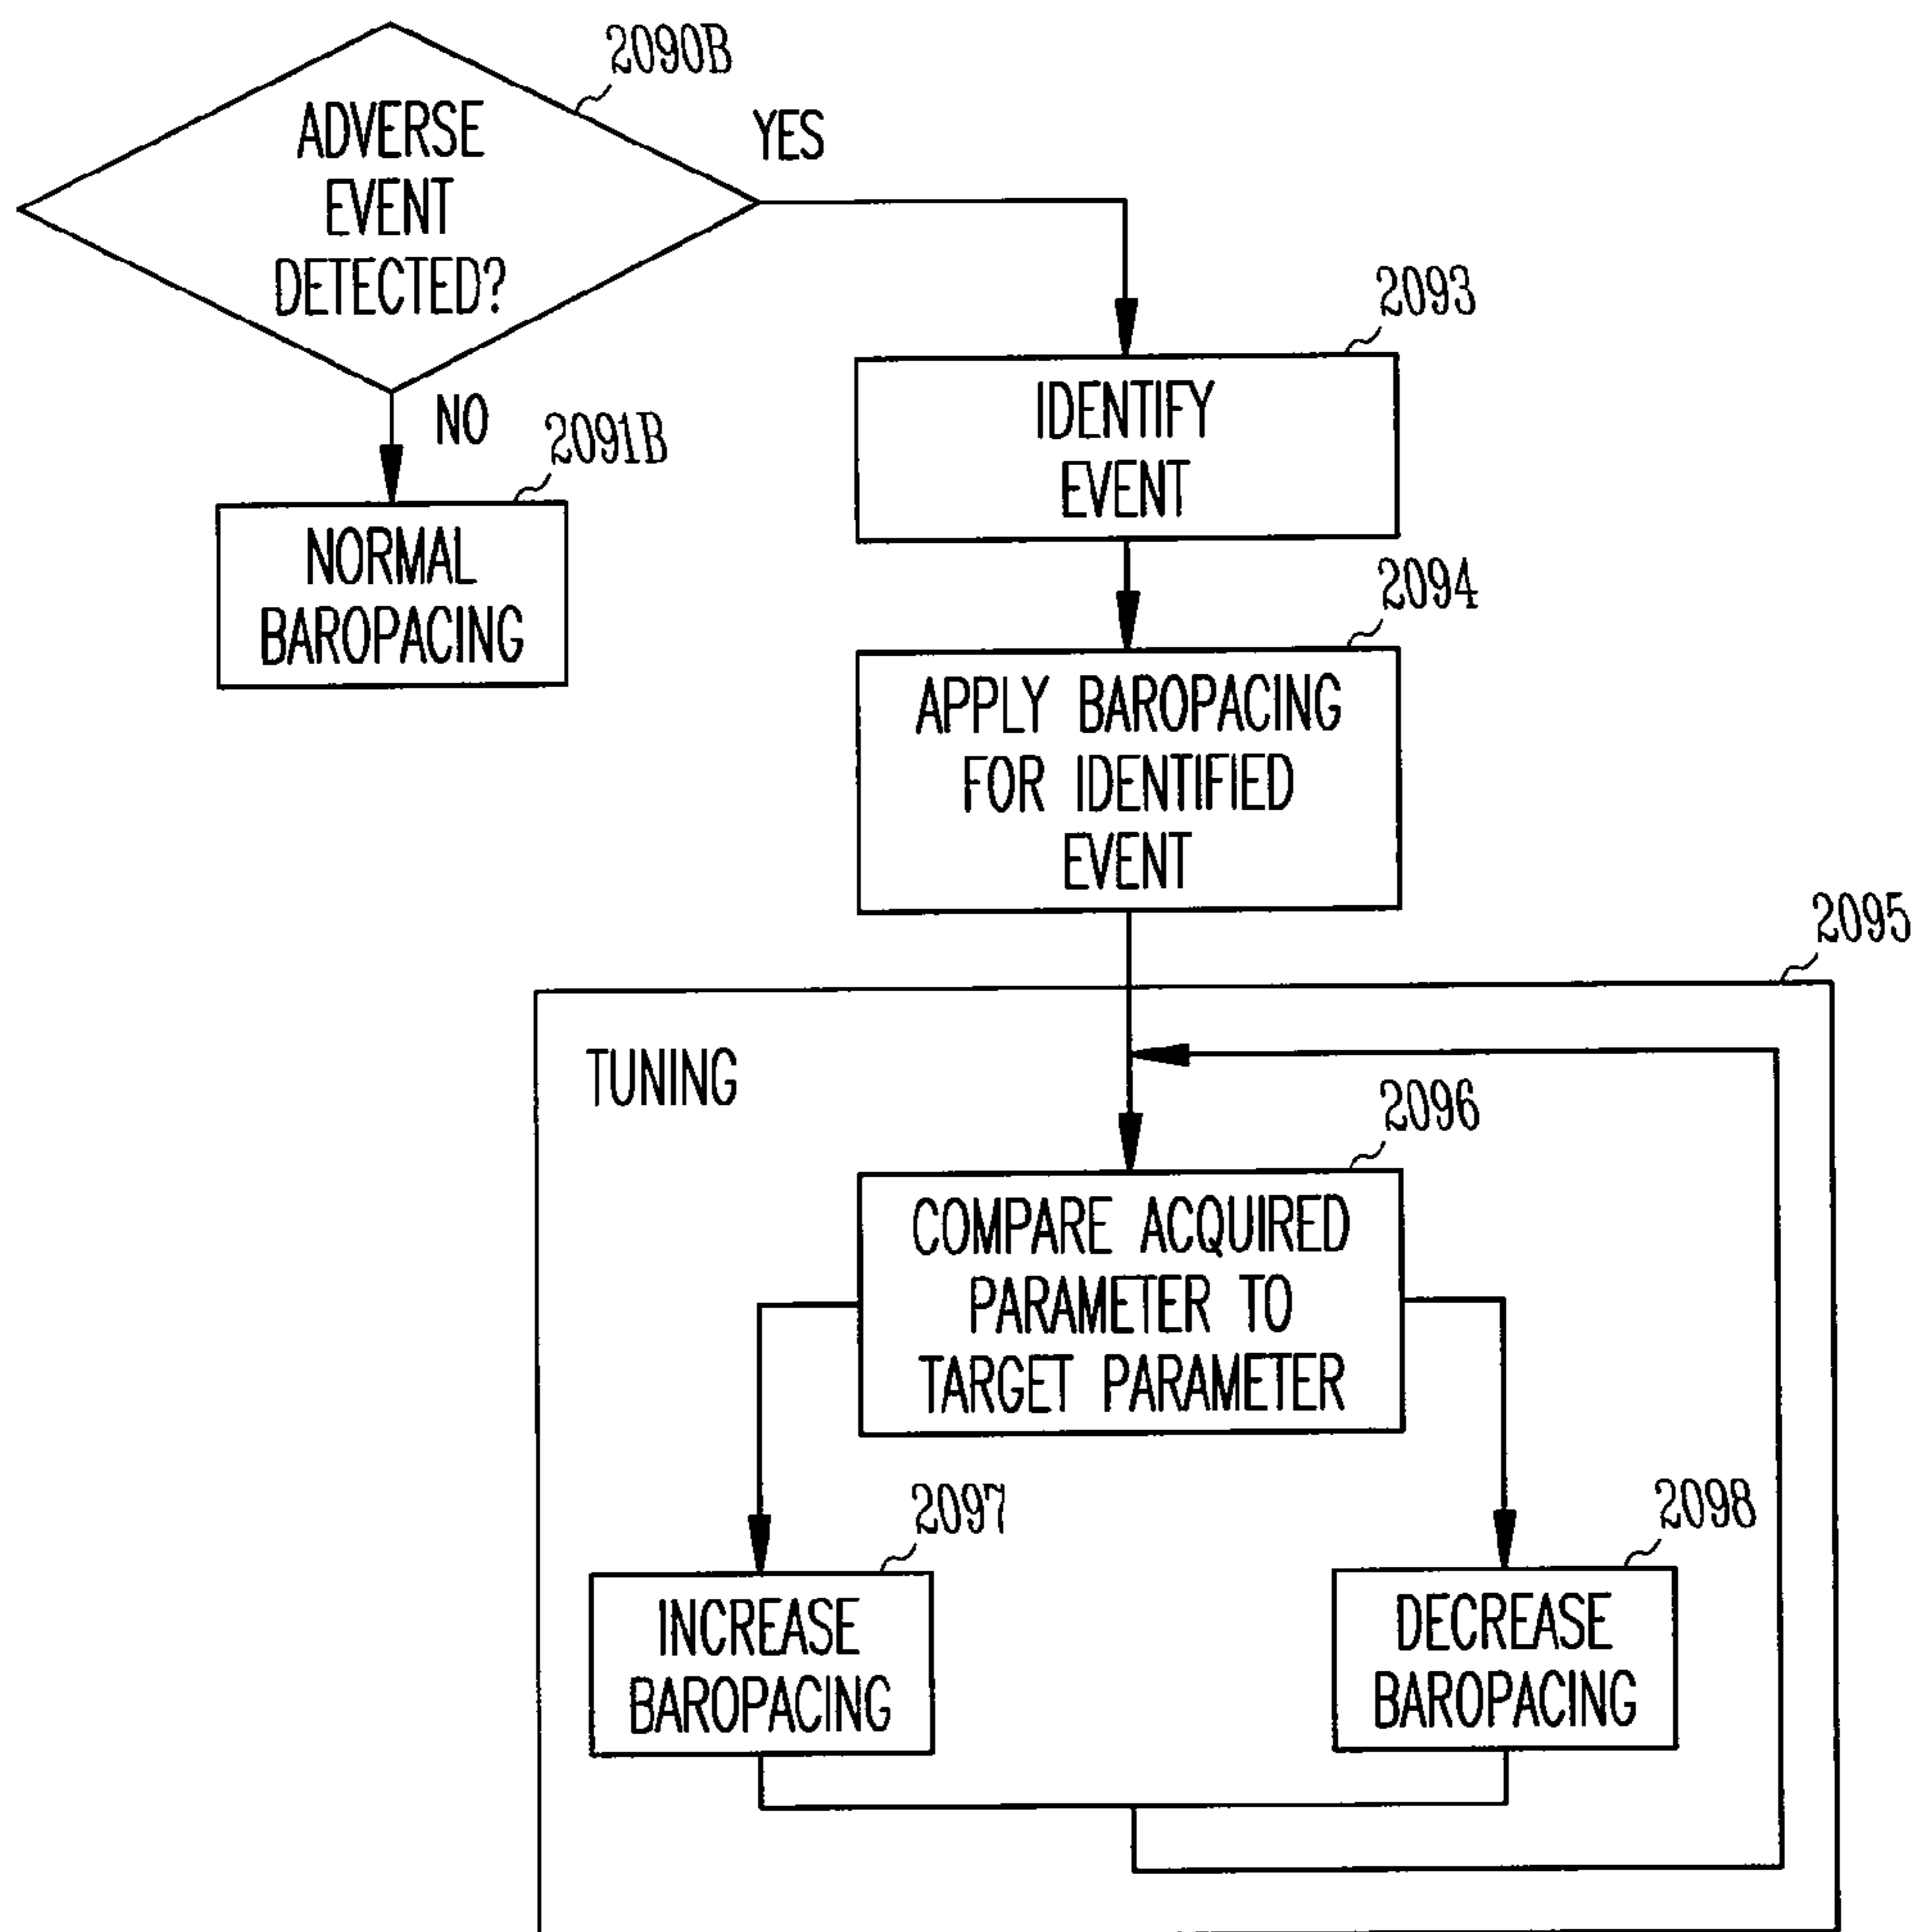 2090B
ADVERSE
EVENT
DETECTED?
YES
NO
2091B
NORMAL
BAROPACING
2093
IDENTIFY
EVENT
2094
APPLY BAROPACING
FOR IDENTIFIED
EVENT
2095
TUNING
2096
COMPARE ACQUIRED
PARAMETER TO
TARGET PARAMETER
2097
INCREASE
BAROPACING
2098
DECREASE
BAROPACING